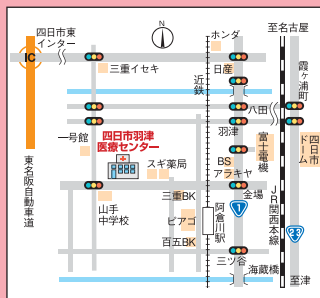 N
至名古屋
四日市東
インター
IC
ホンダ
三重イセキ
近鉄
日産
霞ヶ浦町
八田
一号館
四日市羽津
医療センター
羽津
富士電機
四日市
ドーム
スギ薬局
BS
アラキヤ
東名阪自動車道
山手
中学校
三重BK
阿倉川駅
金場
1
JR関西本線
ピアゴ
23
百五BK
三ツ谷
海蔵橋
至津